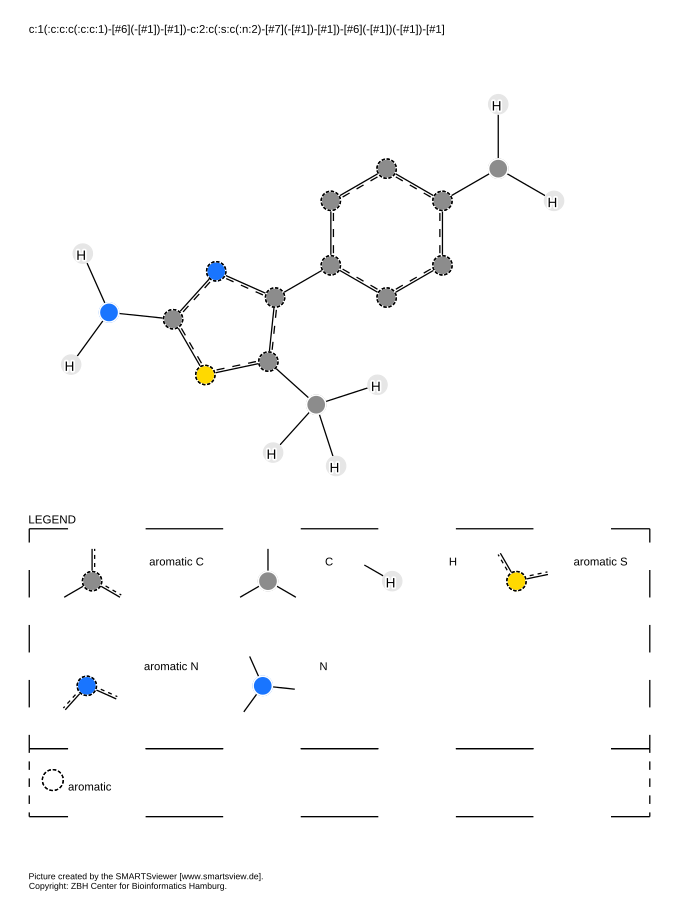 c:1(:c:c:c(:c:c:1)-[#6](-[#1])-[#1])-c:2:c(:s:c(:n:2)-[#7](-[#1])-[#1])-[#6](-[#1])(-[#1])-[#1]
H
H
H
H
H
H
H
LEGEND
aromatic C C H H aromatic S
aromatic N N
aromatic
Picture created by the SMARTSviewer [www.smartsview.de].
Copyright: ZBH Center for Bioinformatics Hamburg.